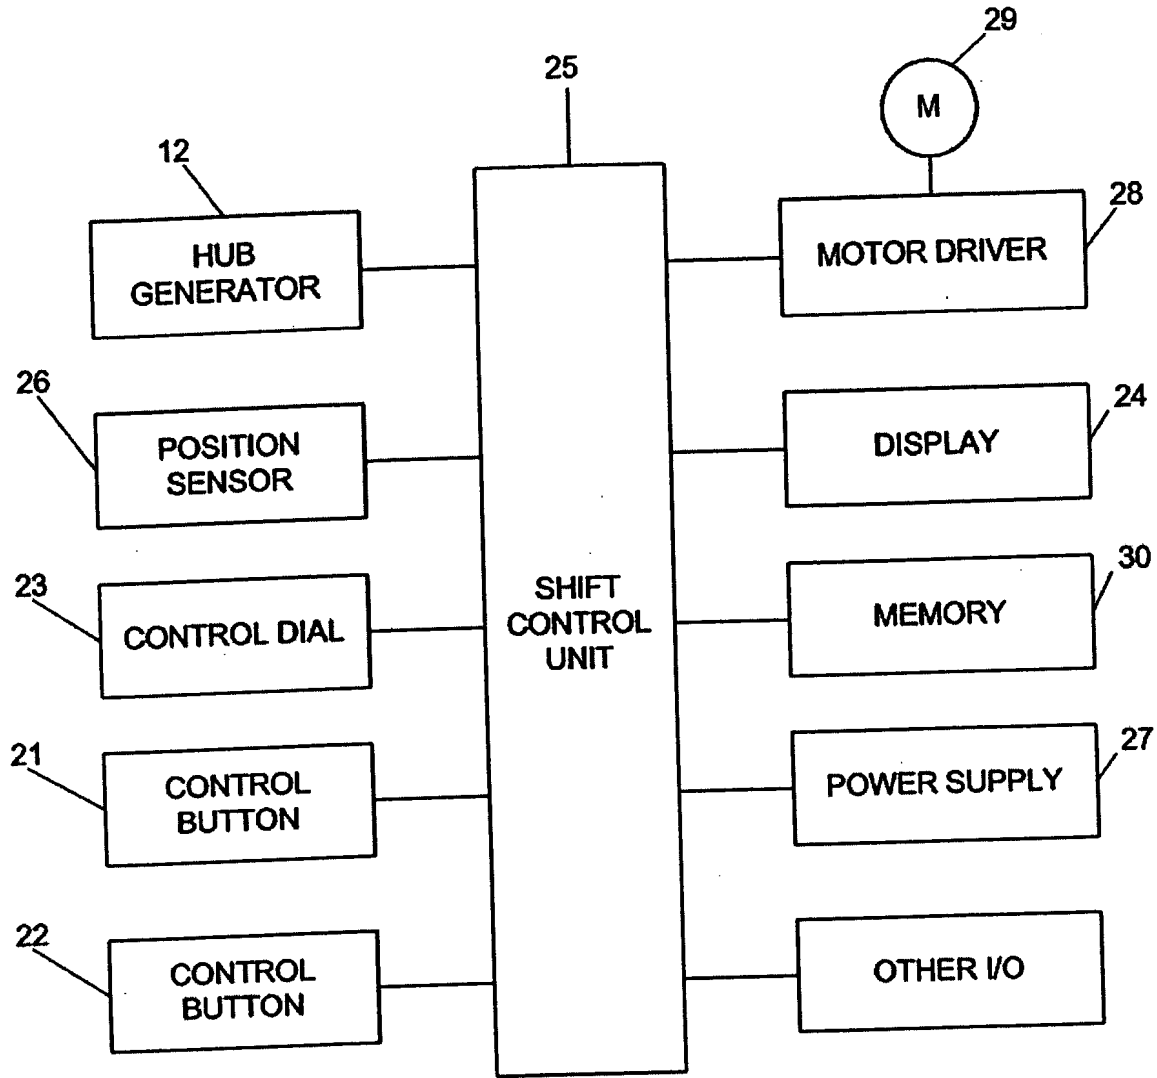 29
25
M
12
28
HUB
GENERATOR
MOTOR DRIVER
26
24
POSITION
SENSOR
DISPLAY
23
30
CONTROL DIAL
SHIFT
CONTROL
UNIT
MEMORY
21
27
CONTROL
BUTTON
POWER SUPPLY
22
CONTROL
BUTTON
OTHER I/O